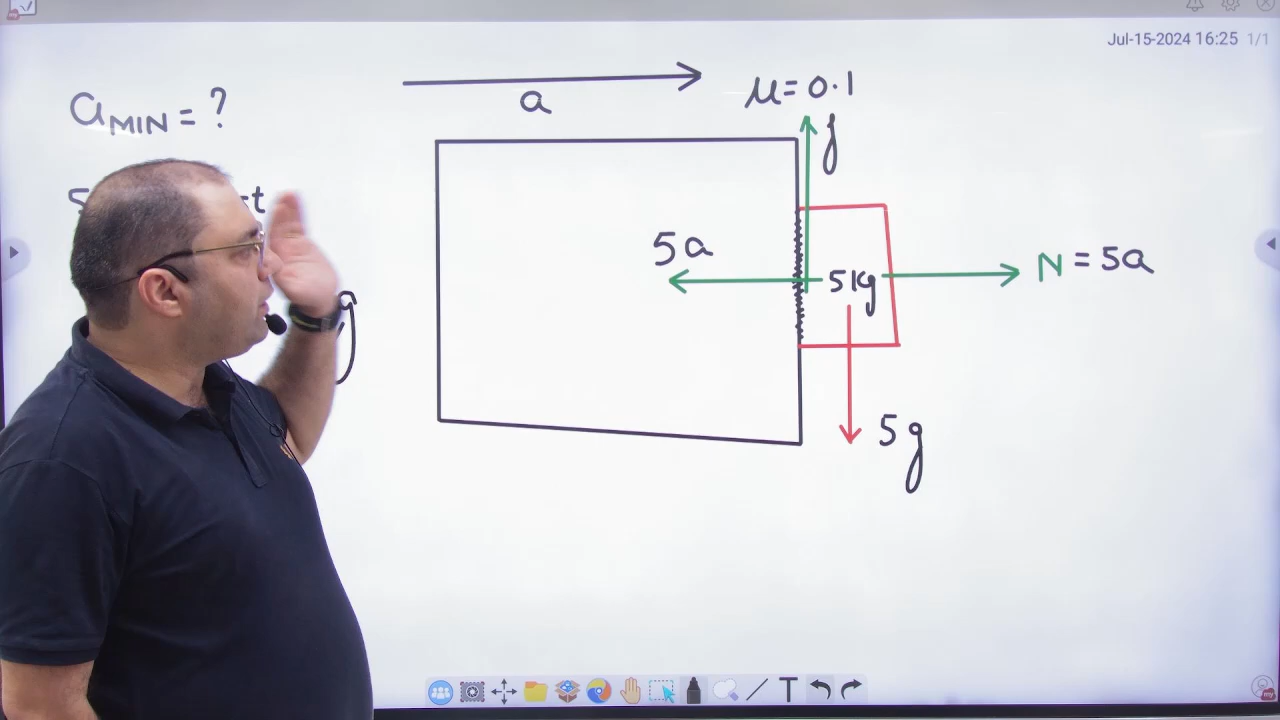 Jul-15-2024 16:25 1/1
a_MIN = ?
a
μ = 0.1
f
5a
5kg
N = 5a
5g
T